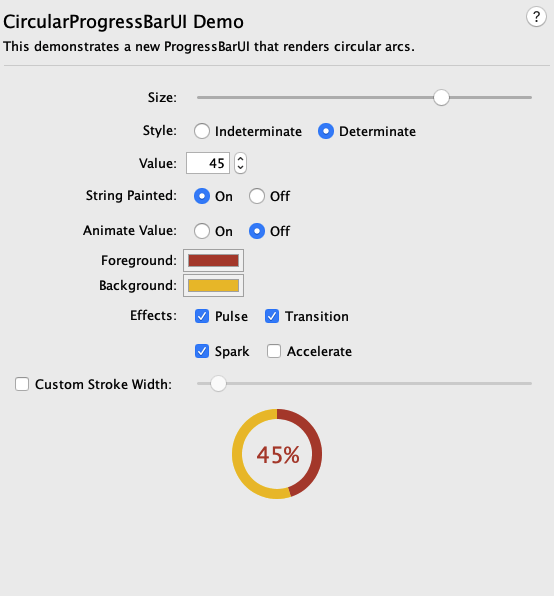 CircularProgressBarUI Demo
?
This demonstrates a new ProgressBarUI that renders circular arcs.
Size:
Style: Indeterminate Determinate
Value: 45
String Painted: On Off
Animate Value: On Off
Foreground:
Background:
Effects: Pulse Transition
Spark Accelerate
Custom Stroke Width:
45%